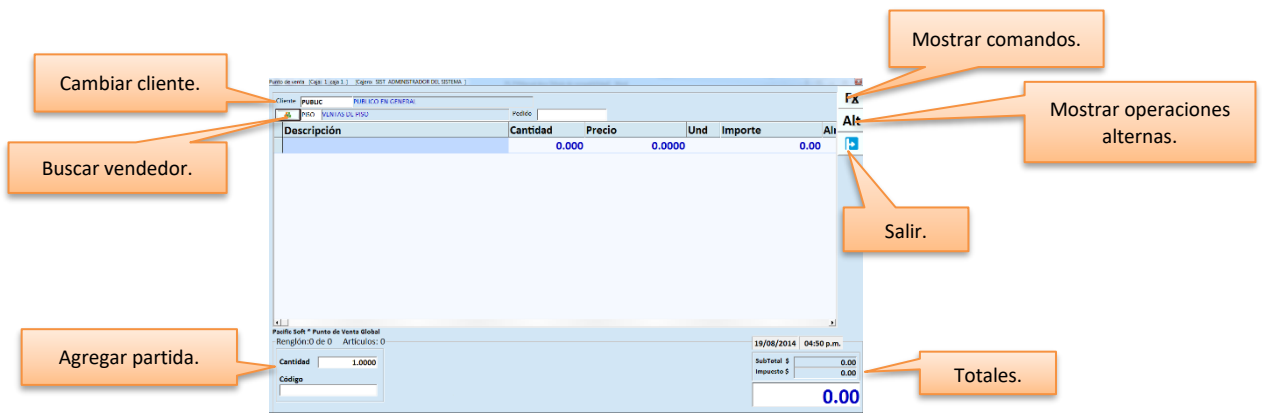 Mostrar comandos.
Cambiar cliente.
Punto de venta (Caja: 1 caja 1 ) (Cajero: SIST ADMINISTRADOR DEL SISTEMA )
Cliente PUBLIC PUBLICO EN GENERAL
Fx
PISO VENTAS DE PISO Pedido
Alt
Mostrar operaciones
alternas.
Descripción Cantidad Precio Und Importe Alm
0.000 0.0000 0.00
Buscar vendedor.
Salir.
Pacific Soft * Punto de Venta Global
Renglón:0 de 0 Artículos: 0
19/08/2014 04:50 p.m.
Agregar partida.
Cantidad 1.0000
Código
SubTotal $ 0.00
Impuesto $ 0.00
Totales.
0.00